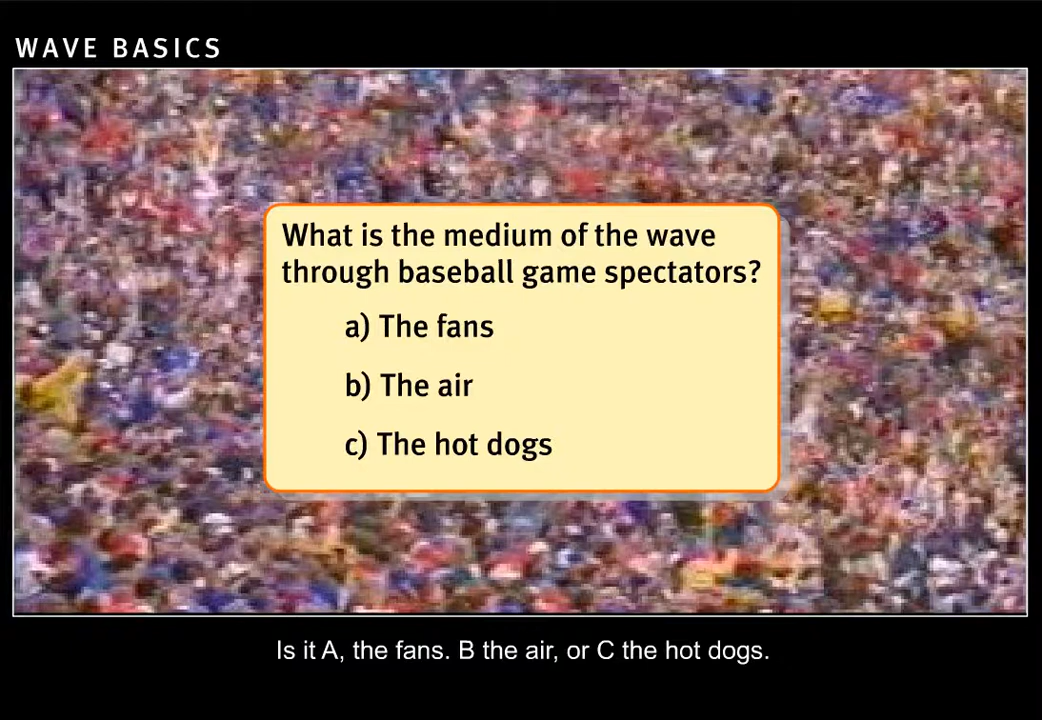 WAVE BASICS
What is the medium of the wave
through baseball game spectators?
a) The fans
b) The air
c) The hot dogs
Is it A, the fans. B the air, or C the hot dogs.